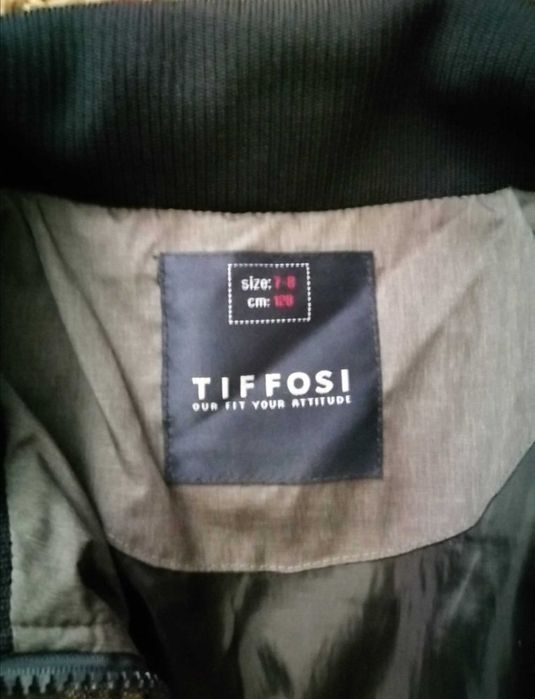 size: 7-8
cm: 128
TIFFOSI
OUR FIT YOUR ATTITUDE